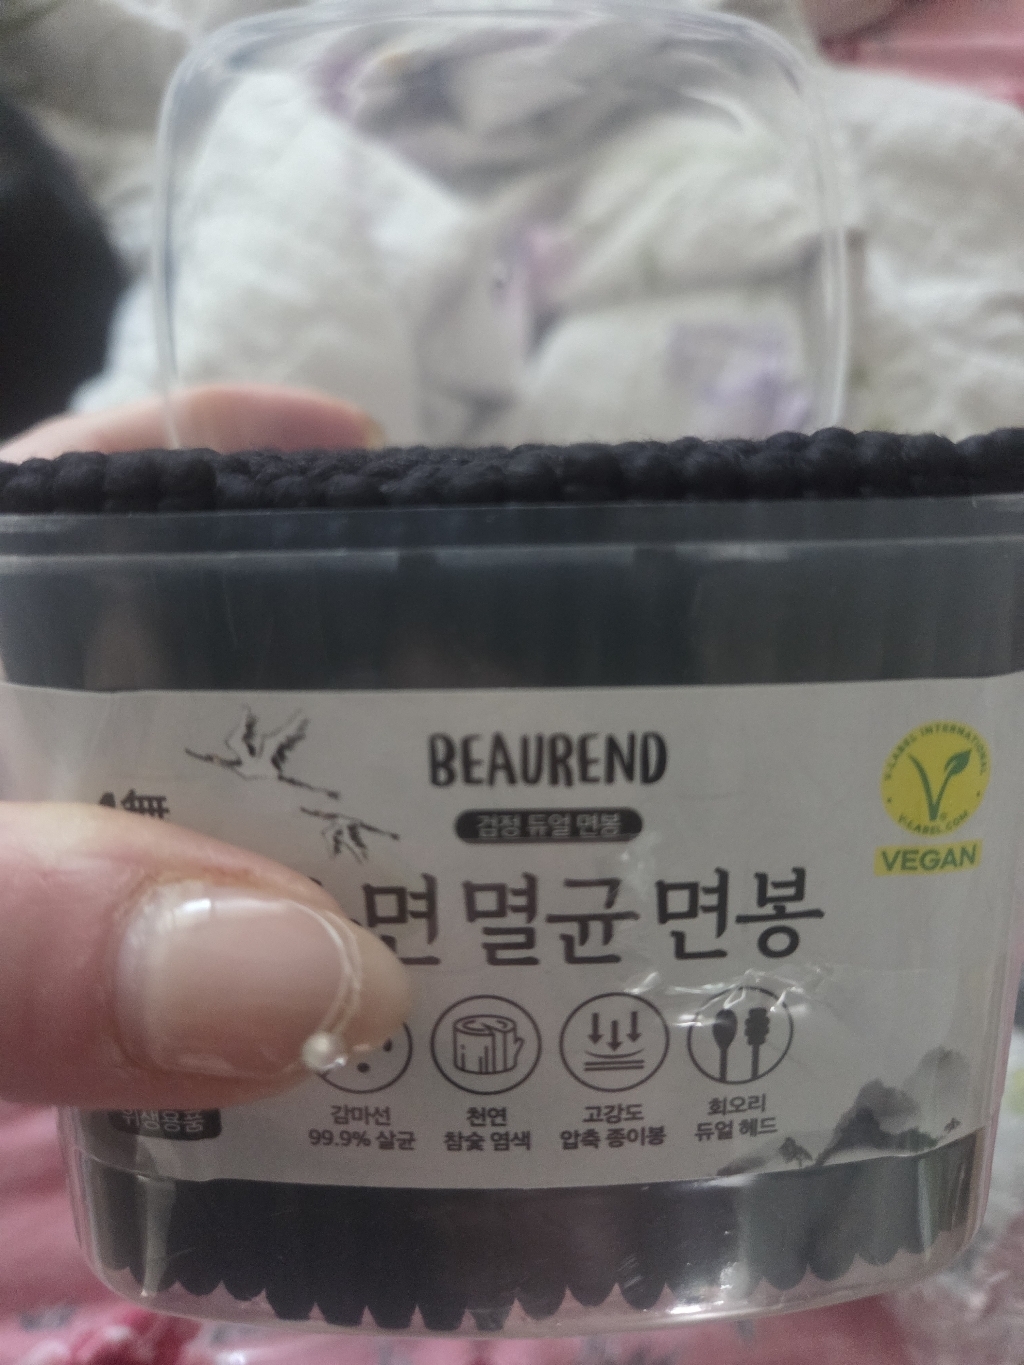 BEAUREND
검정 듀얼 면봉
無
면 멸균 면봉
V-LABEL INTERNATIONAL
V-LABEL.COM
VEGAN
감마선
99.9% 살균
천연
참숯 염색
고강도
압축 종이봉
회오리
듀얼 헤드
위생용품